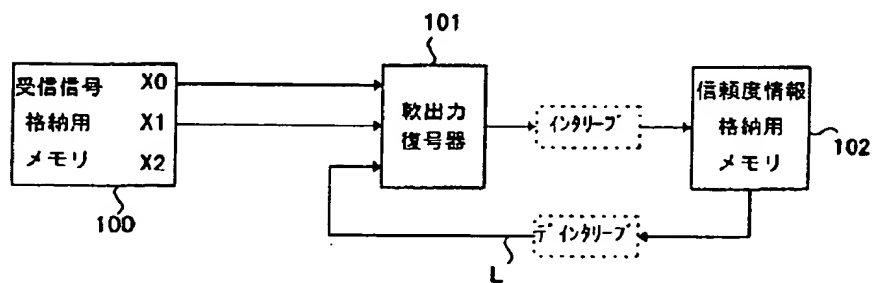 101
受信信号 X0
格納用 X1
メモリ X2
100
軟出力
復号器
インタリーブ
信頼度情報
格納用
メモリ
102
デインタリーブ
L